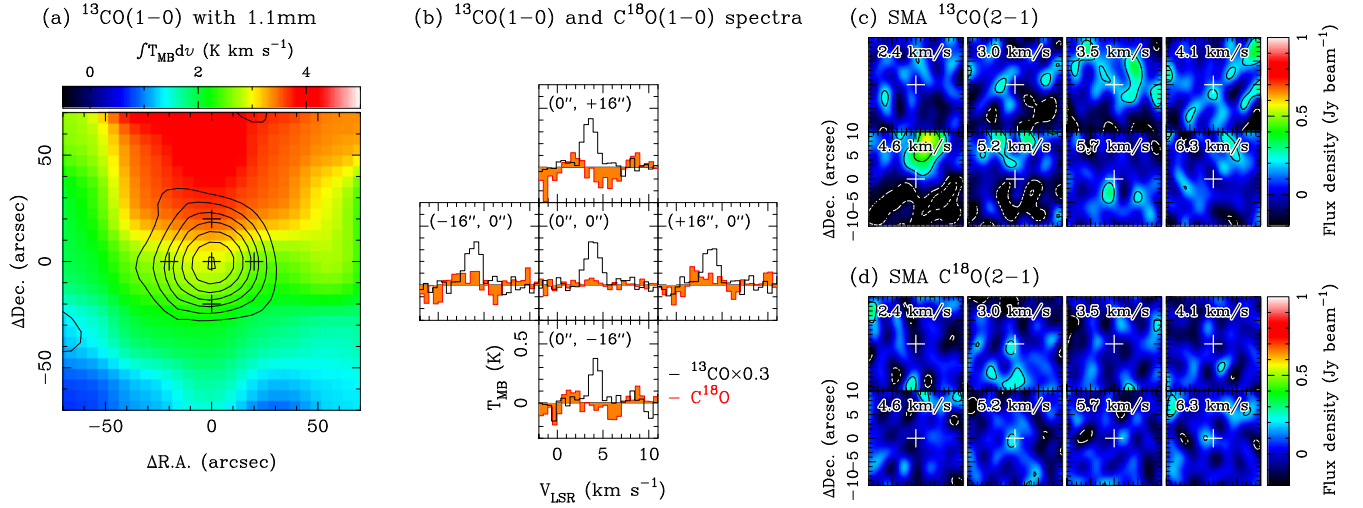 (a) ¹³CO(1-0) with 1.1mm
∫T_MB dυ (K km s⁻¹)
0 2 4
50
0
−50
ΔDec. (arcsec)
−50 0 50
ΔR.A. (arcsec)
(b) ¹³CO(1-0) and C¹⁸O(1-0) spectra
(0", +16")
(-16", 0") (0", 0") (+16", 0")
(0", -16")
0.5
0
T_MB (K)
0 5 10
V_LSR (km s⁻¹)
- ¹³CO×0.3
- C¹⁸O
(c) SMA ¹³CO(2-1)
2.4 km/s 3.0 km/s 3.5 km/s 4.1 km/s
4.6 km/s 5.2 km/s 5.7 km/s 6.3 km/s
ΔDec. (arcsec)
−10 −5 0 5 10
0 0.5 1
Flux density (Jy beam⁻¹)
(d) SMA C¹⁸O(2-1)
2.4 km/s 3.0 km/s 3.5 km/s 4.1 km/s
4.6 km/s 5.2 km/s 5.7 km/s 6.3 km/s
ΔDec. (arcsec)
−10 −5 0 5 10
0 0.5 1
Flux density (Jy beam⁻¹)